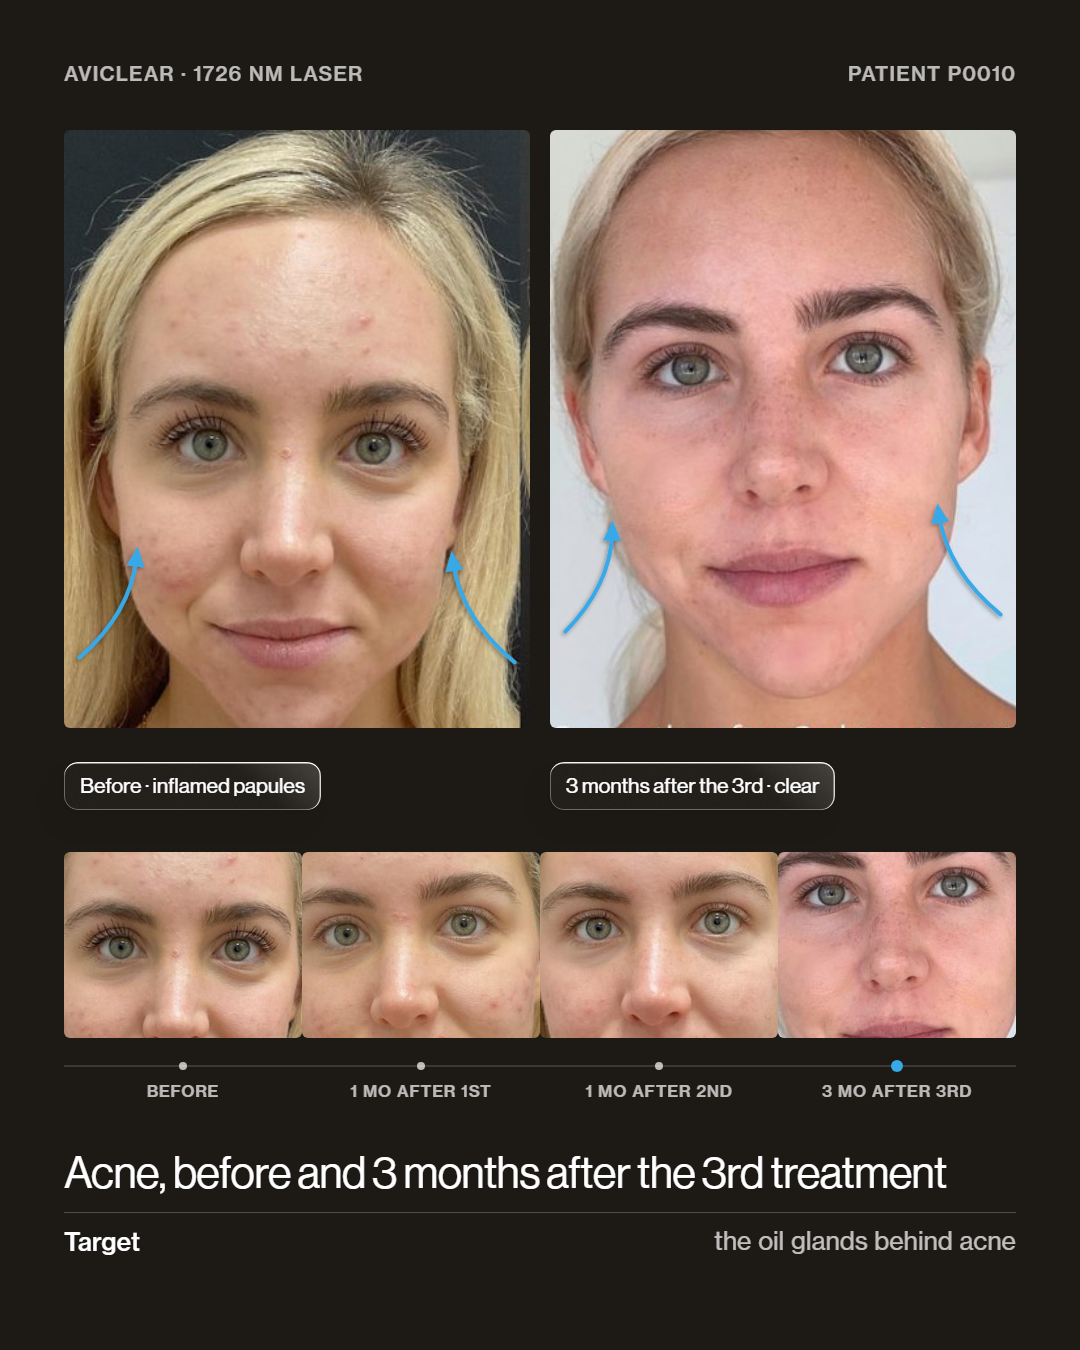 AVICLEAR · 1726 NM LASER
PATIENT P0010
Before · inflamed papules
3 months after the 3rd · clear
BEFORE
1 MO AFTER 1ST
1 MO AFTER 2ND
3 MO AFTER 3RD
Acne, before and 3 months after the 3rd treatment
Target
the oil glands behind acne